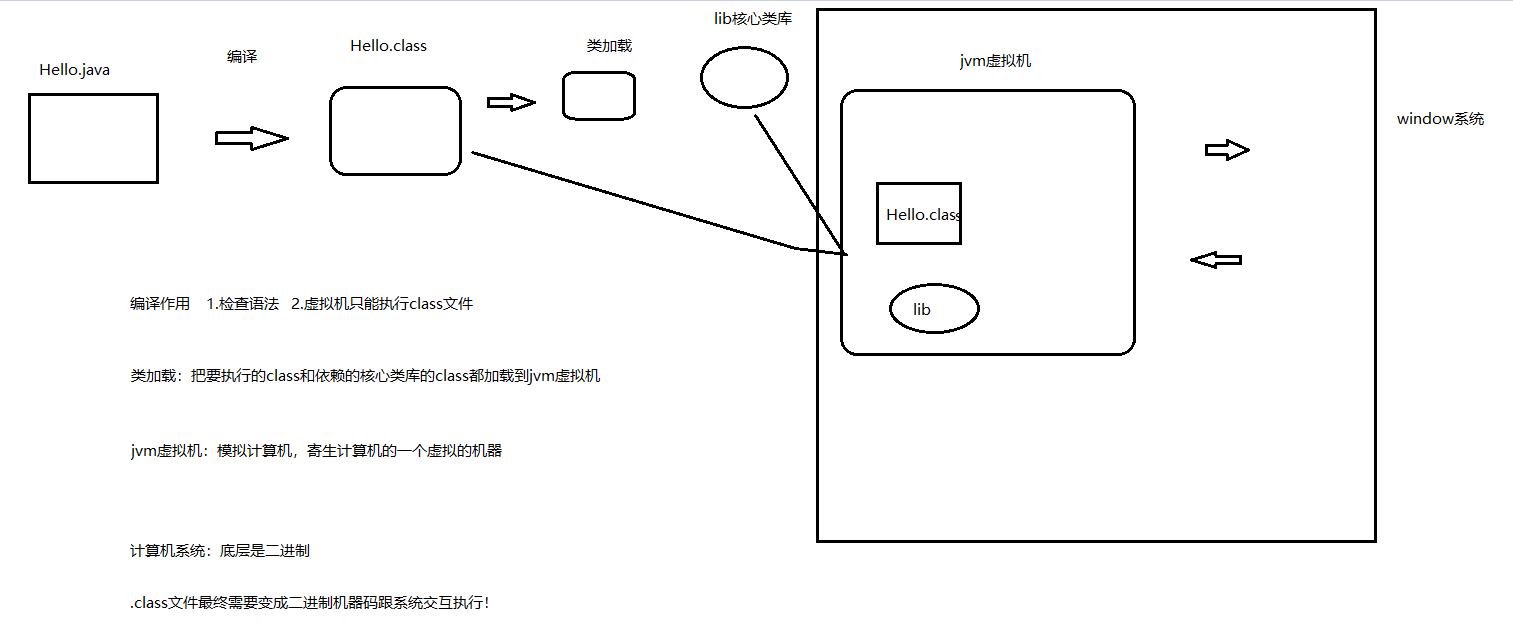 lib核心类库
Hello.class
类加载
编译
Hello.java
jvm虚拟机
window系统
Hello.class
lib
编译作用 1.检查语法 2.虚拟机只能执行class文件
类加载：把要执行的class和依赖的核心类库的class都加载到jvm虚拟机
jvm虚拟机：模拟计算机，寄生计算机的一个虚拟的机器
计算机系统：底层是二进制
.class文件最终需要变成二进制机器码跟系统交互执行！